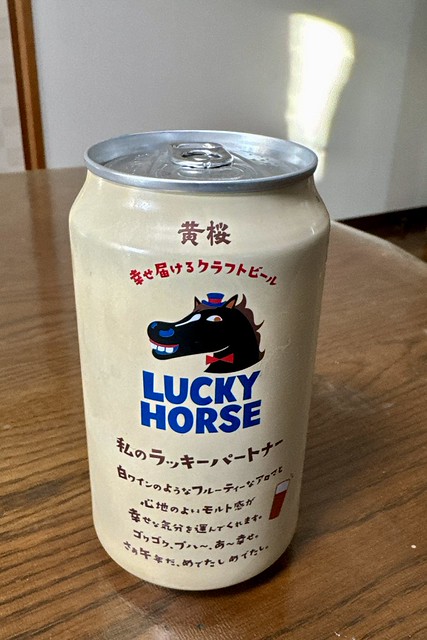 黄桜
幸せ届けるクラフトビール
LUCKY
HORSE
私のラッキーパートナー
白ワインのようなフルーティーなアロマと
心地のよいモルト感が
幸せな気分を運んでくれます。
ゴクゴク、プハ〜、あ〜幸せ。
さぁ午年だ、めでたし めでたし。